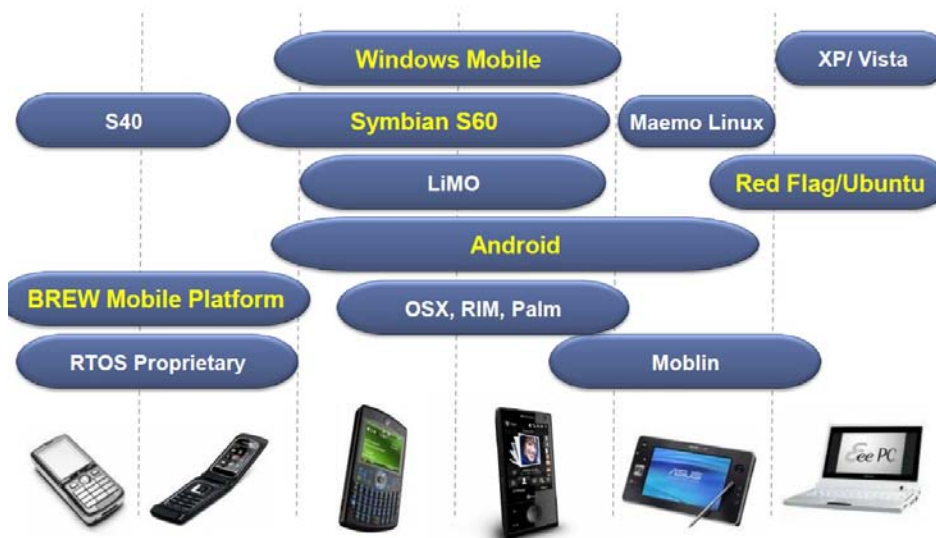 Windows Mobile
XP/ Vista
S40
Symbian S60
Maemo Linux
LiMO
Red Flag/Ubuntu
Android
BREW Mobile Platform
OSX, RIM, Palm
RTOS Proprietary
Moblin
ASUS
Eee PC